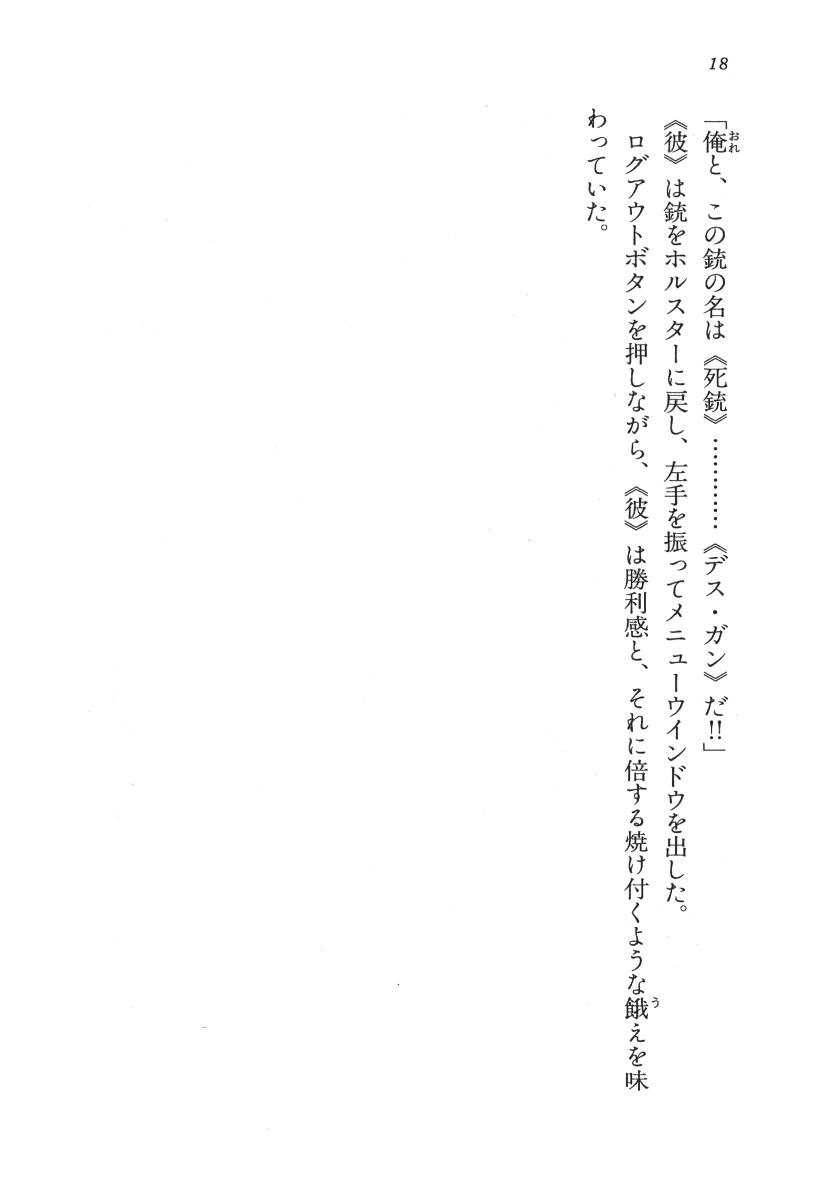 18
「俺と、この銃の名は《死銃》…………《デス・ガン》だ!!」
《彼》は銃をホルスターに戻し、左手を振ってメニューウインドウを出した。
ログアウトボタンを押しながら、《彼》は勝利感と、それに倍する焼け付くような餓えを味
わっていた。